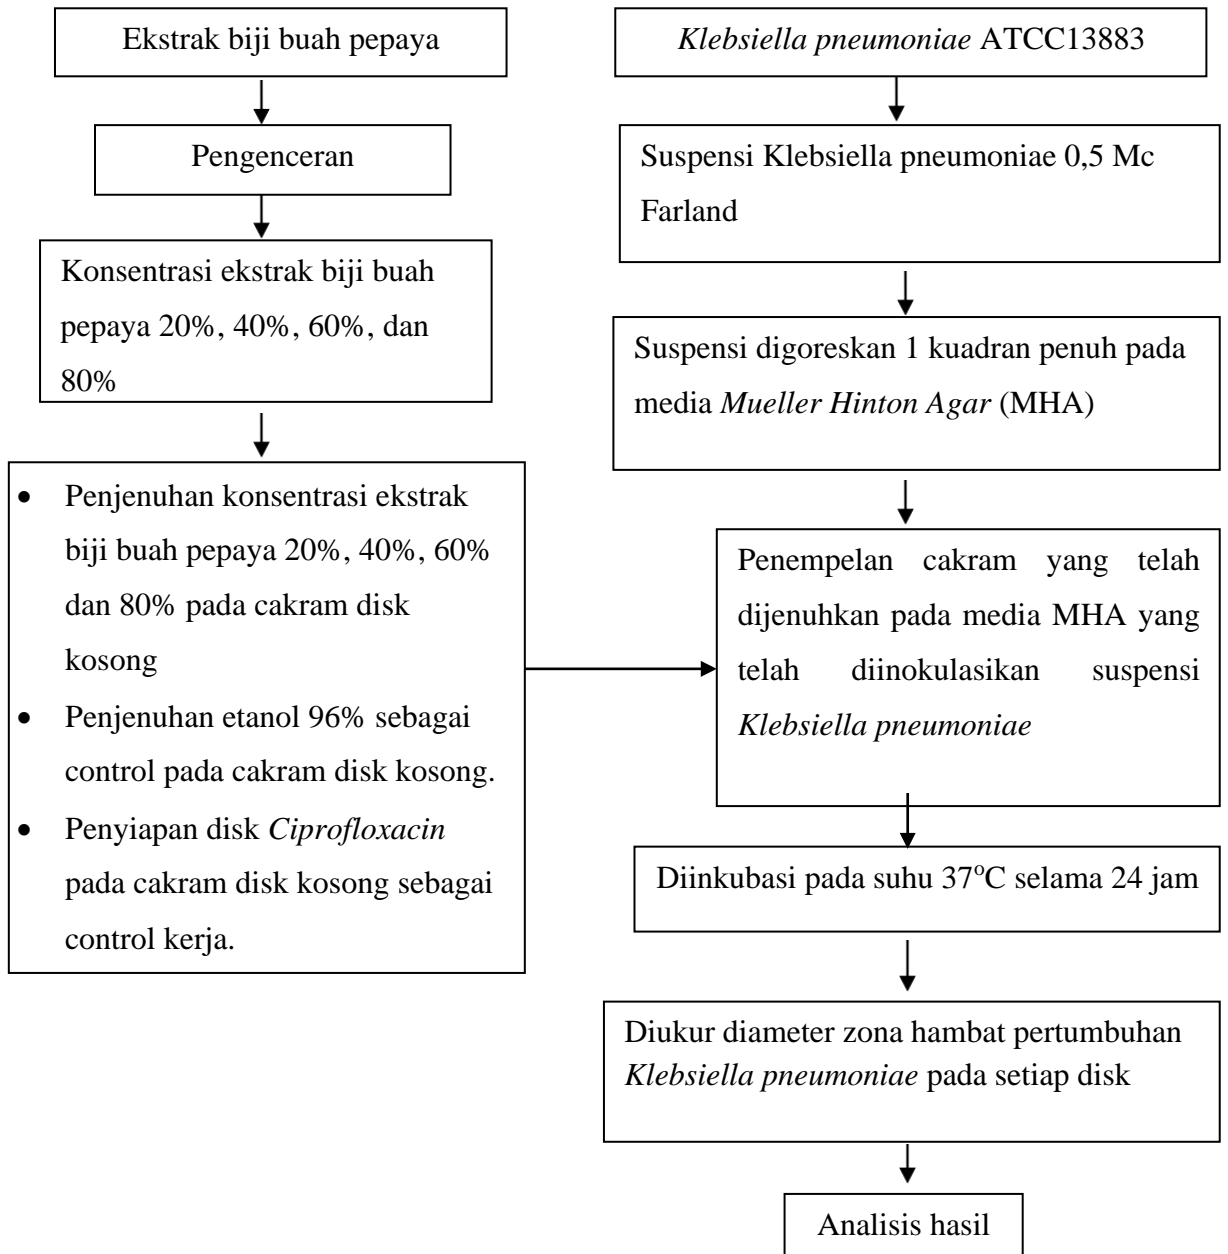 Ekstrak biji buah pepaya
Pengenceran
Konsentrasi ekstrak biji buah
pepaya 20%, 40%, 60%, dan
80%
• Penjenuhan konsentrasi ekstrak
biji buah pepaya 20%, 40%, 60%
dan 80% pada cakram disk
kosong
• Penjenuhan etanol 96% sebagai
control pada cakram disk kosong.
• Penyiapan disk Ciprofloxacin
pada cakram disk kosong sebagai
control kerja.
Klebsiella pneumoniae ATCC13883
Suspensi Klebsiella pneumoniae 0,5 Mc
Farland
Suspensi digoreskan 1 kuadran penuh pada
media Mueller Hinton Agar (MHA)
Penempelan cakram yang telah
dijenuhkan pada media MHA yang
telah diinokulasikan suspensi
Klebsiella pneumoniae
Diinkubasi pada suhu 37°C selama 24 jam
Diukur diameter zona hambat pertumbuhan
Klebsiella pneumoniae pada setiap disk
Analisis hasil